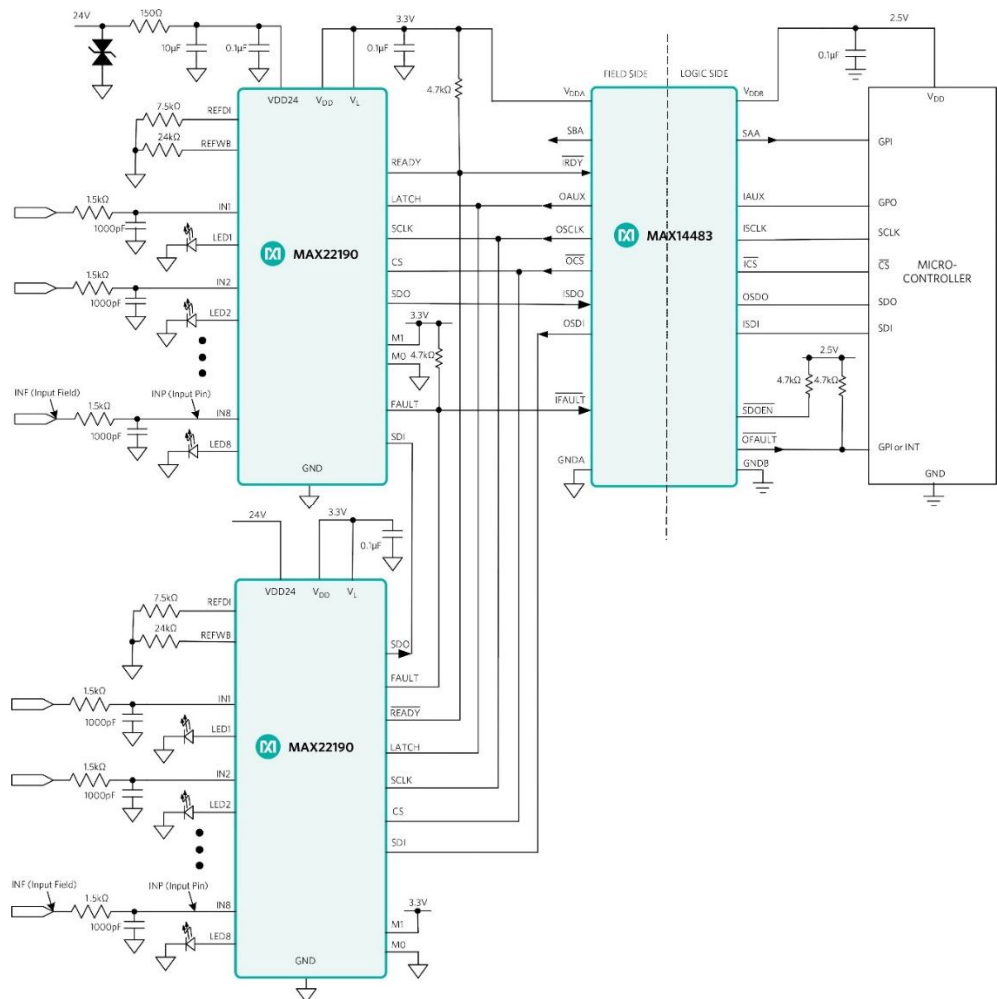 24V
150Ω
10µF
0.1µF
3.3V
0.1µF
4.7kΩ
2.5V
0.1µF
FIELD SIDE
LOGIC SIDE
VDD24
VDD
VL
VDDA
VDDB
VDD
7.5kΩ
REFDI
24kΩ
REFWB
SBA
SAA
GPI
READY
IRDY
1.5kΩ
IN1
LATCH
OAUX
IAUX
GPO
1000pF
LED1
SCLK
OSCLK
ISCLK
SCLK
MAX22190
MAX14483
CS
OCS
ICS
CS
MICRO-
CONTROLLER
1.5kΩ
IN2
SDO
ISDO
OSDO
SDO
1000pF
LED2
OSDI
ISDI
SDI
M1
3.3V
M0
4.7kΩ
2.5V
4.7kΩ
4.7kΩ
INF (Input Field)
INP (Input Pin)
1.5kΩ
IN8
FAULT
IFAULT
SDOEN
1000pF
LED8
SDI
OFAULT
GPI or INT
GND
GNDA
GNDB
GND
24V
3.3V
0.1µF
VDD24
VDD
VL
7.5kΩ
REFDI
24kΩ
REFWB
SDO
FAULT
1.5kΩ
IN1
READY
1000pF
LED1
MAX22190
LATCH
1.5kΩ
IN2
SCLK
1000pF
LED2
CS
SDI
INF (Input Field)
INP (Input Pin)
1.5kΩ
IN8
3.3V
1000pF
M1
LED8
M0
GND